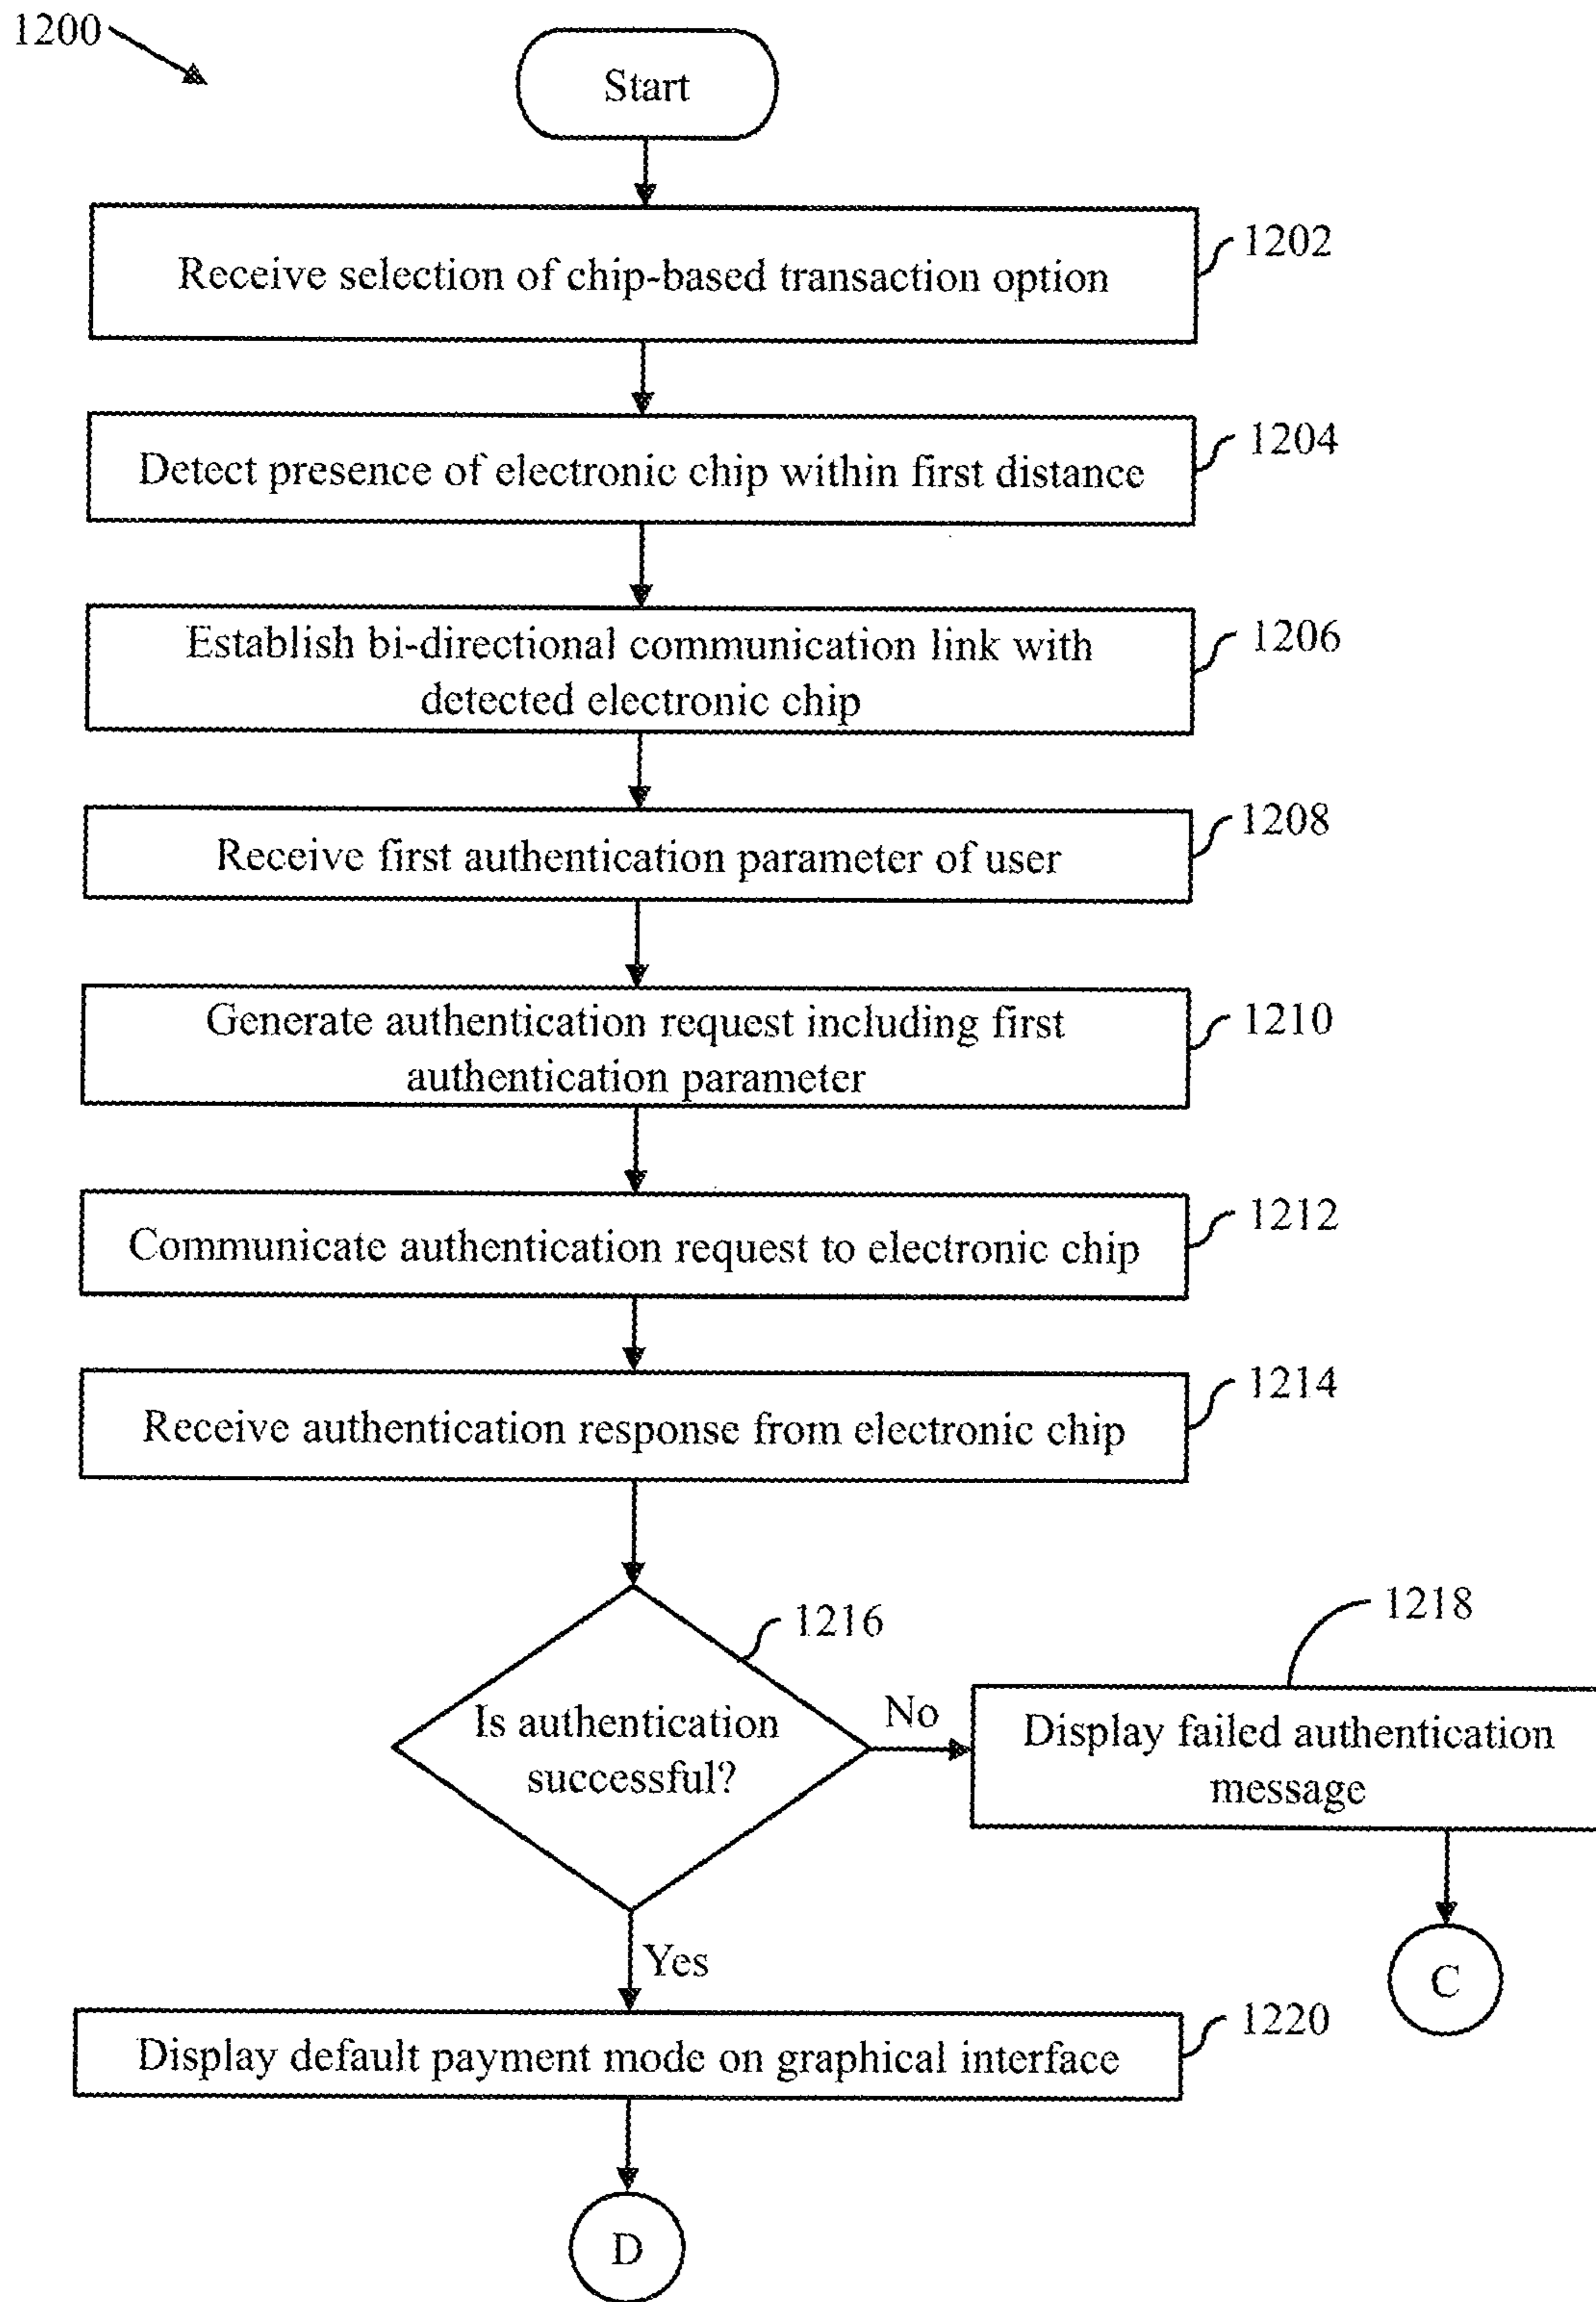 1200
Start
1202
Receive selection of chip-based transaction option
1204
Detect presence of electronic chip within first distance
1206
Establish bi-directional communication link with
detected electronic chip
1208
Receive first authentication parameter of user
1210
Generate authentication request including first
authentication parameter
1212
Communicate authentication request to electronic chip
1214
Receive authentication response from electronic chip
1216
Is authentication
successful?
No
1218
Display failed authentication
message
C
Yes
1220
Display default payment mode on graphical interface
D